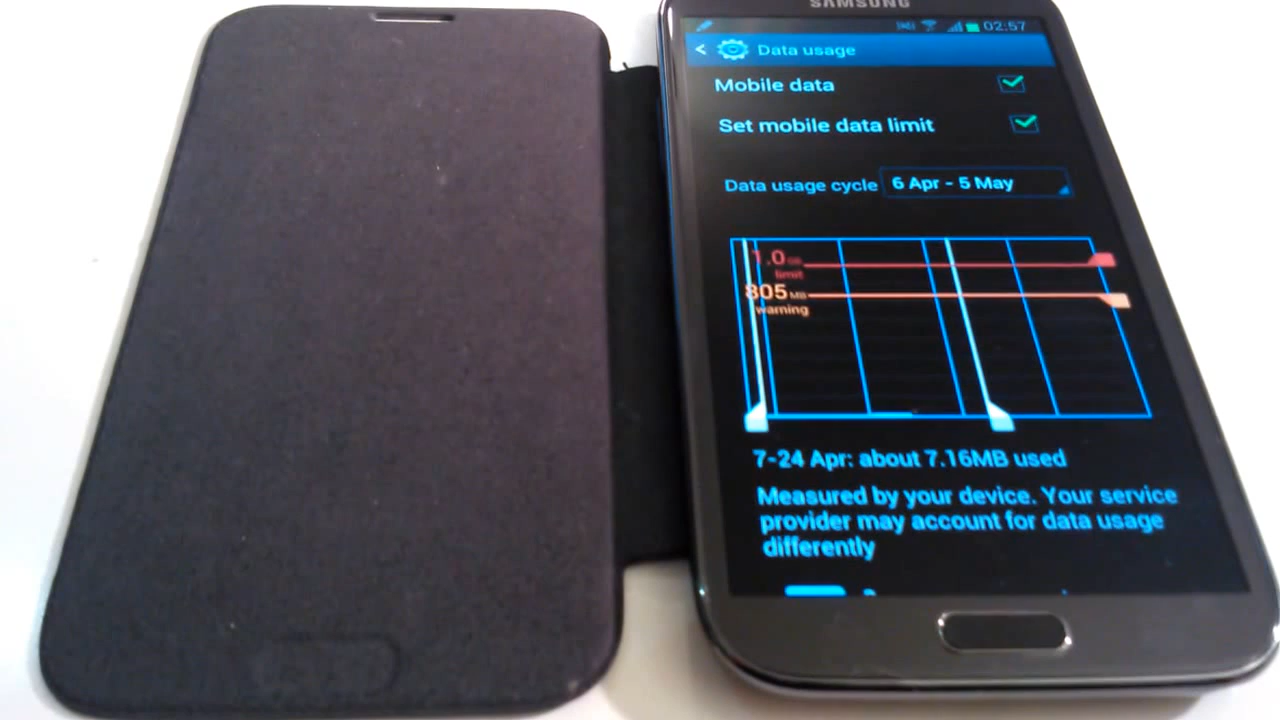 SAMSUNG
02:57
< Data usage
Mobile data
Set mobile data limit
Data usage cycle 6 Apr - 5 May
1.0 GB
limit
805 MB
warning
7-24 Apr: about 7.16MB used
Measured by your device. Your service
provider may account for data usage
differently